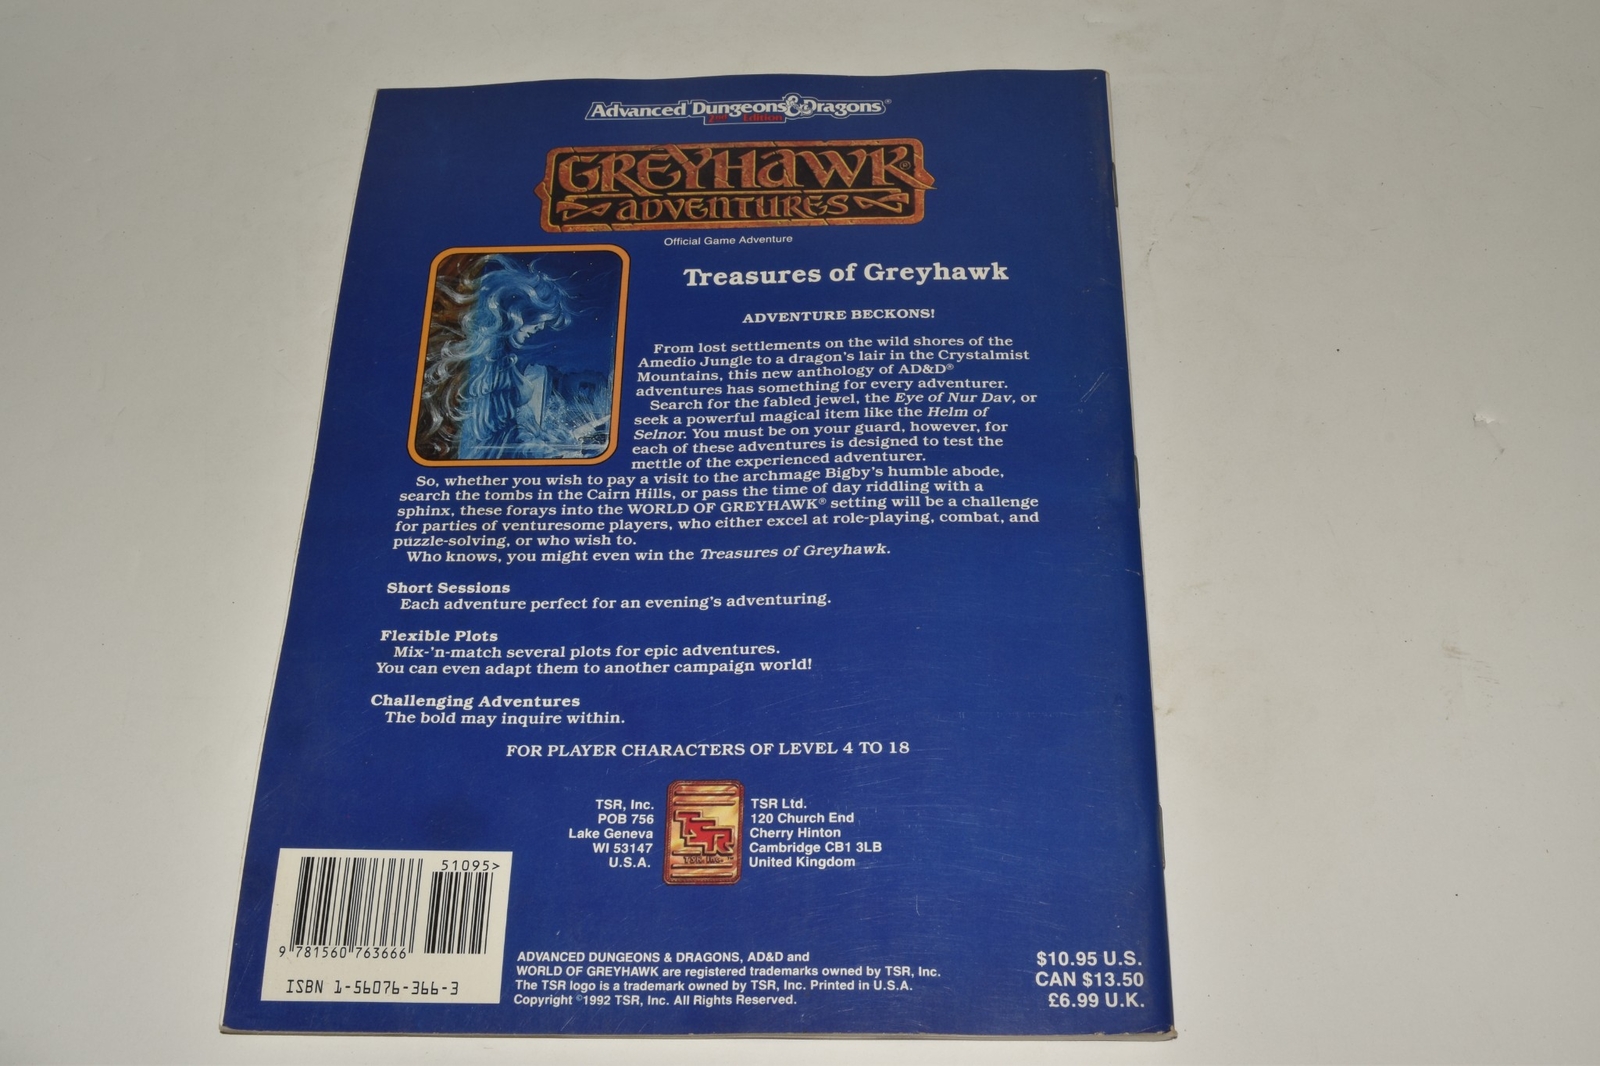 Advanced Dungeons & Dragons®
2nd Edition
GREYHAWK®
ADVENTURES
Official Game Adventure
Treasures of Greyhawk
ADVENTURE BECKONS!
From lost settlements on the wild shores of the
Amedio Jungle to a dragon's lair in the Crystalmist
Mountains, this new anthology of AD&D®
adventures has something for every adventurer.
Search for the fabled jewel, the Eye of Nur Dav, or
seek a powerful magical item like the Helm of
Selnor. You must be on your guard, however, for
each of these adventures is designed to test the
mettle of the experienced adventurer.
So, whether you wish to pay a visit to the archmage Bigby's humble abode,
search the tombs in the Cairn Hills, or pass the time of day riddling with a
sphinx, these forays into the WORLD OF GREYHAWK® setting will be a challenge
for parties of venturesome players, who either excel at role-playing, combat, and
puzzle-solving, or who wish to.
Who knows, you might even win the Treasures of Greyhawk.
Short Sessions
Each adventure perfect for an evening's adventuring.
Flexible Plots
Mix-'n-match several plots for epic adventures.
You can even adapt them to another campaign world!
Challenging Adventures
The bold may inquire within.
FOR PLAYER CHARACTERS OF LEVEL 4 TO 18
TSR, Inc.
POB 756
Lake Geneva
WI 53147
U.S.A.
TSR
TSR, Inc.™
TSR Ltd.
120 Church End
Cherry Hinton
Cambridge CB1 3LB
United Kingdom
51095>
9 781560 763666
ISBN 1-56076-366-3
ADVANCED DUNGEONS & DRAGONS, AD&D and
WORLD OF GREYHAWK are registered trademarks owned by TSR, Inc.
The TSR logo is a trademark owned by TSR, Inc. Printed in U.S.A.
Copyright ©1992 TSR, Inc. All Rights Reserved.
$10.95 U.S.
CAN $13.50
£6.99 U.K.